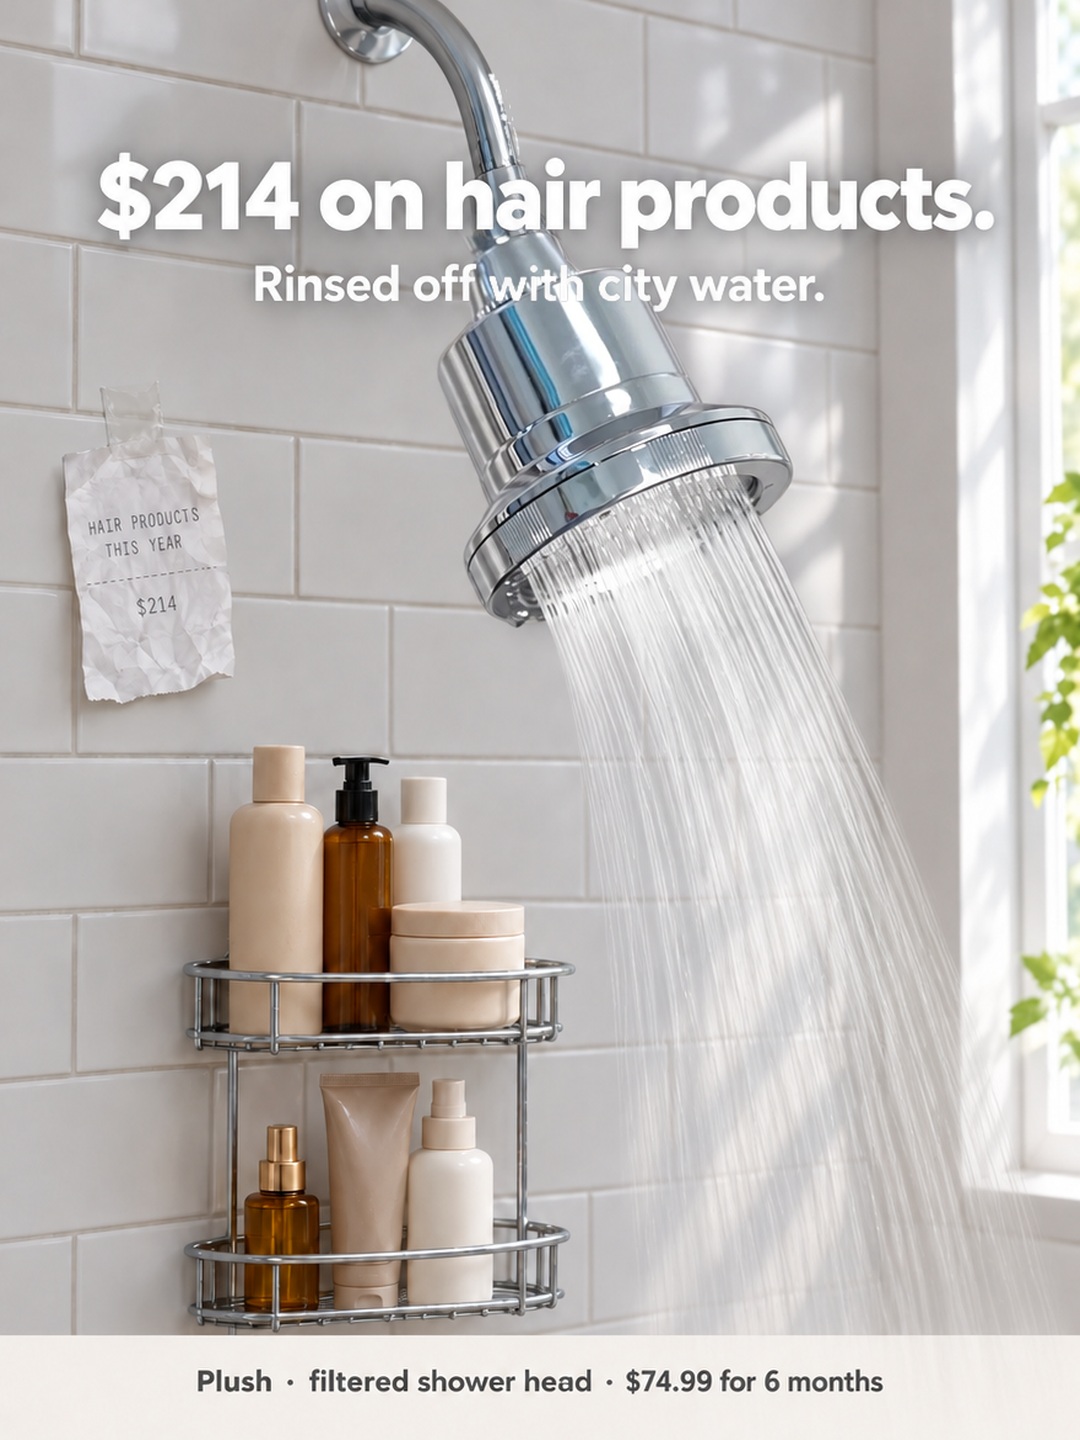 $214 on hair products.
Rinsed off with city water.
HAIR PRODUCTS
THIS YEAR
$214
Plush · filtered shower head · $74.99 for 6 months